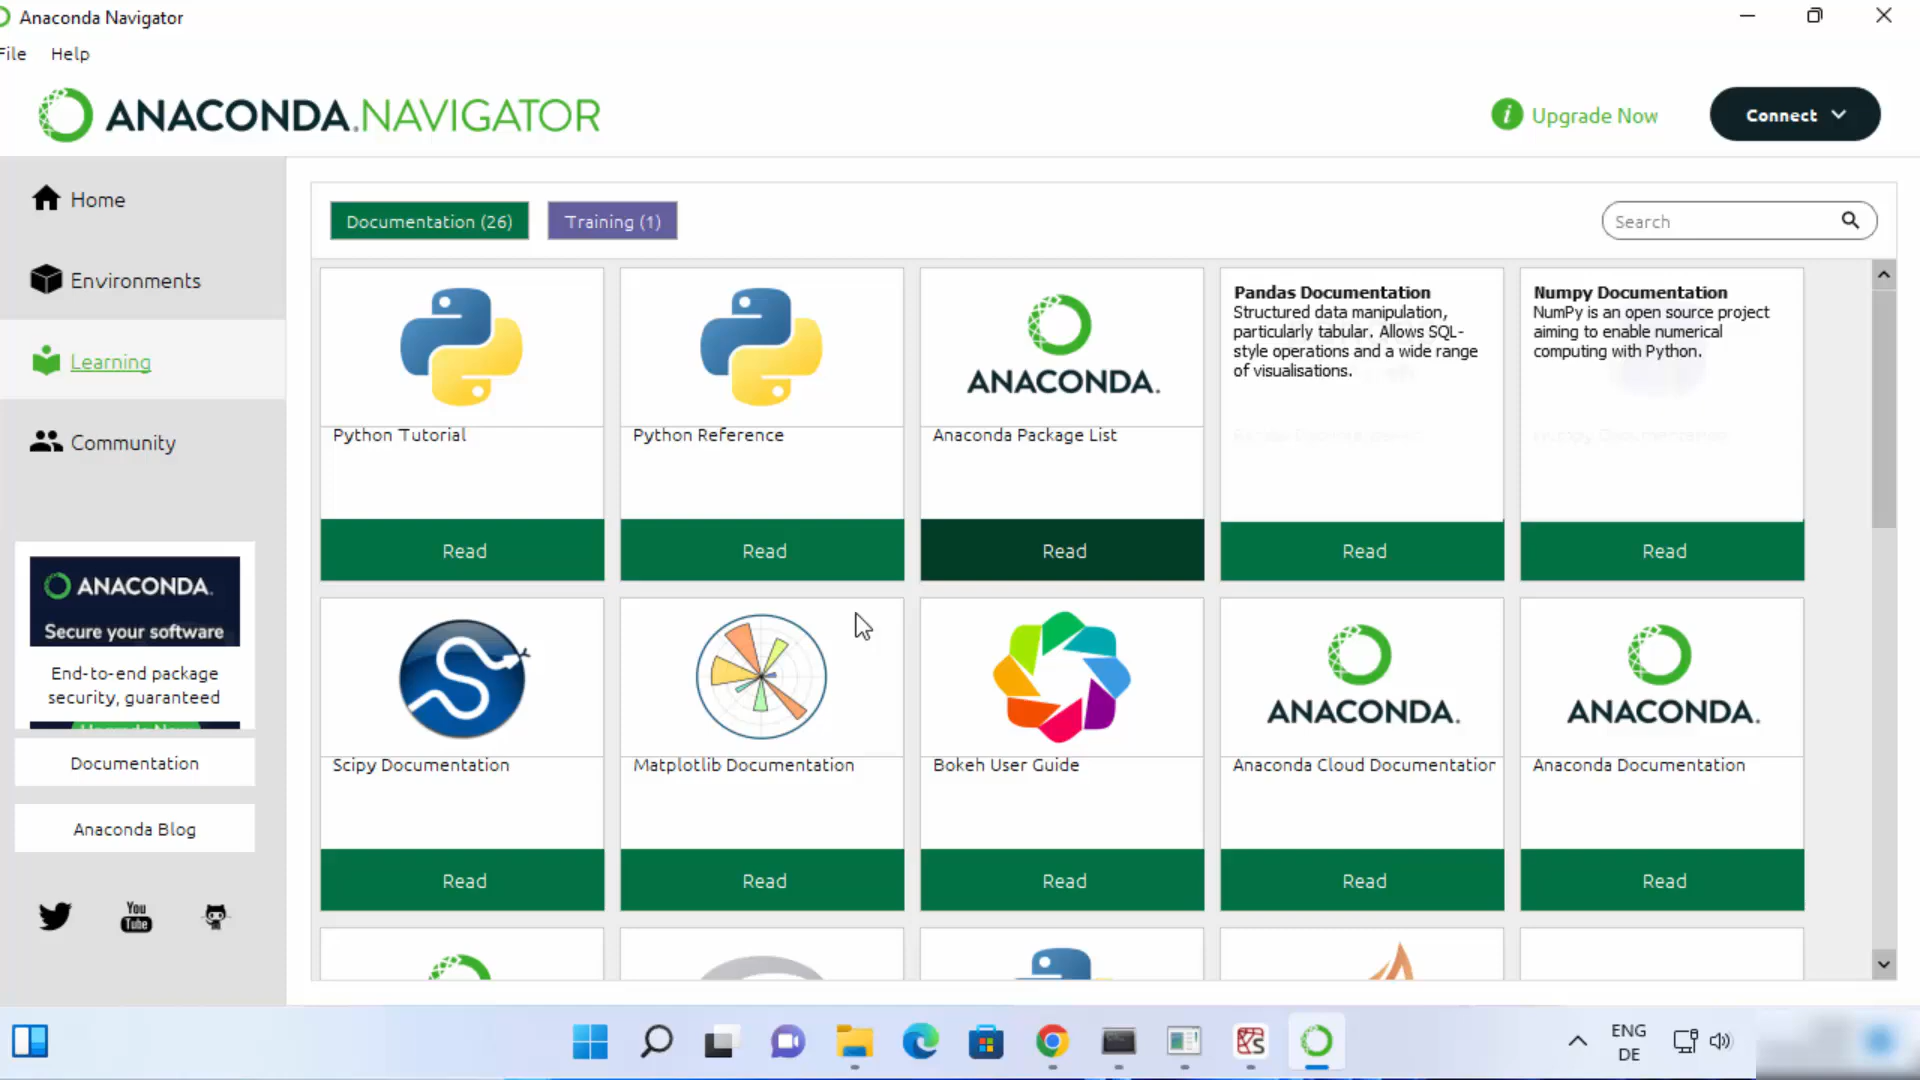 Anaconda Navigator
File Help
ANACONDA.NAVIGATOR
i Upgrade Now
Connect
Home
Environments
Learning
Community
ANACONDA.
Secure your software
End-to-end package
security, guaranteed
Documentation
Anaconda Blog
You
Tube
Documentation (26)
Training (1)
Search
Python Tutorial
Read
Python Reference
Read
ANACONDA.
Anaconda Package List
Read
Pandas Documentation
Structured data manipulation,
particularly tabular. Allows SQL-
style operations and a wide range
of visualisations.
Read
Numpy Documentation
NumPy is an open source project
aiming to enable numerical
computing with Python.
Read
Scipy Documentation
Read
Matplotlib Documentation
Read
Bokeh User Guide
Read
ANACONDA.
Anaconda Cloud Documentation
Read
ANACONDA.
Anaconda Documentation
Read
ENG
DE